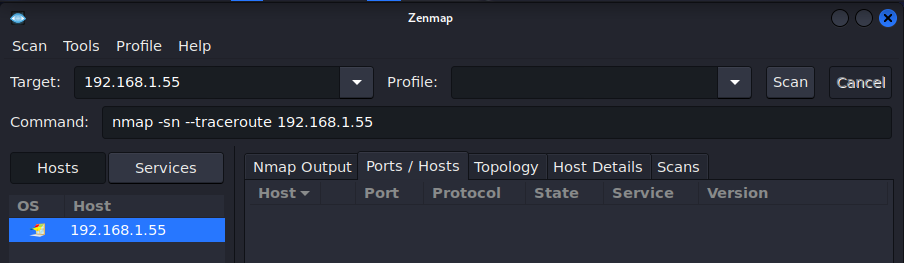 Zenmap
Scan Tools Profile Help
Target: 192.168.1.55 Profile: Scan Cancel
Command: nmap -sn --traceroute 192.168.1.55
Hosts Services Nmap Output Ports / Hosts Topology Host Details Scans
OS Host Host Port Protocol State Service Version
192.168.1.55